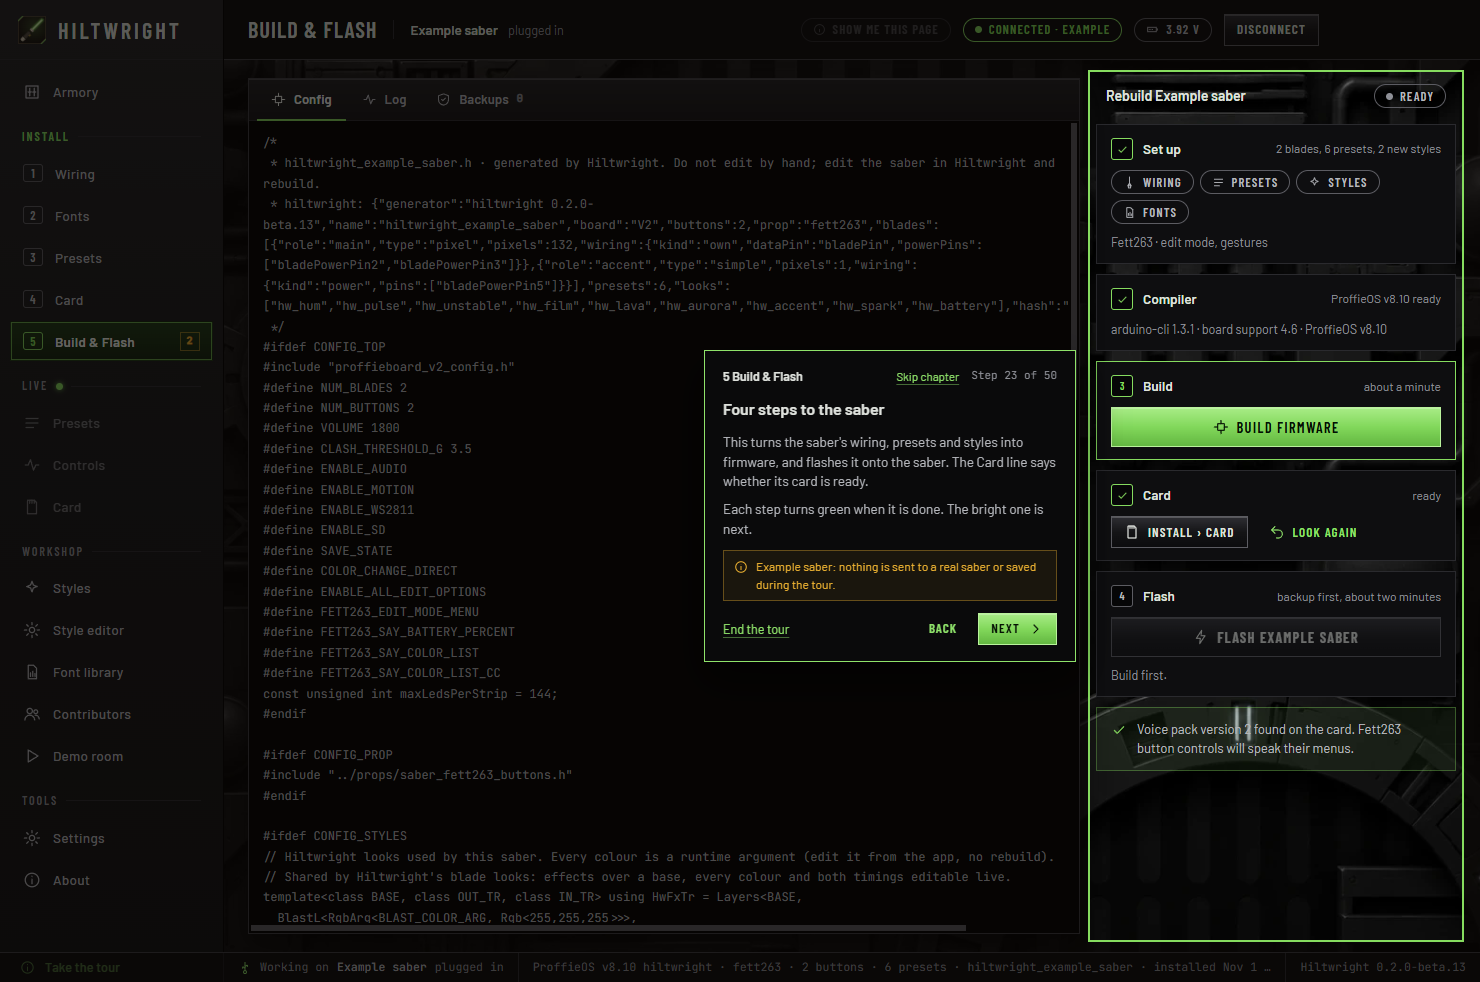 HILTWRIGHT
BUILD & FLASH
Example saber plugged in
SHOW ME THIS PAGE
CONNECTED · EXAMPLE
3.92 V
DISCONNECT
Armory
INSTALL
1 Wiring
2 Fonts
3 Presets
4 Card
5 Build & Flash 2
LIVE
Presets
Controls
Card
WORKSHOP
Styles
Style editor
Font library
Contributors
Demo room
TOOLS
Settings
About
Take the tour
Config Log Backups 0
/*
* hiltwright_example_saber.h · generated by Hiltwright. Do not edit by hand; edit the saber in Hiltwright and
rebuild.
* hiltwright: {"generator":"hiltwright 0.2.0-
beta.13","name":"hiltwright_example_saber","board":"V2","buttons":2,"prop":"fett263","blades":
[{"role":"main","type":"pixel","pixels":132,"wiring":{"kind":"own","dataPin":"bladePin","powerPins":
["bladePowerPin2","bladePowerPin3"]}},{"role":"accent","type":"simple","pixels":1,"wiring":
{"kind":"power","pins":["bladePowerPin5"]}}],"presets":6,"looks":
["hw_hum","hw_pulse","hw_unstable","hw_film","hw_lava","hw_aurora","hw_accent","hw_spark","hw_battery"],"hash":"
*/
#ifdef CONFIG_TOP
#include "proffieboard_v2_config.h"
#define NUM_BLADES 2
#define NUM_BUTTONS 2
#define VOLUME 1800
#define CLASH_THRESHOLD_G 3.5
#define ENABLE_AUDIO
#define ENABLE_MOTION
#define ENABLE_WS2811
#define ENABLE_SD
#define SAVE_STATE
#define COLOR_CHANGE_DIRECT
#define ENABLE_ALL_EDIT_OPTIONS
#define FETT263_EDIT_MODE_MENU
#define FETT263_SAY_BATTERY_PERCENT
#define FETT263_SAY_COLOR_LIST
#define FETT263_SAY_COLOR_LIST_CC
const unsigned int maxLedsPerStrip = 144;
#endif
#ifdef CONFIG_PROP
#include "../props/saber_fett263_buttons.h"
#endif
#ifdef CONFIG_STYLES
// Hiltwright looks used by this saber. Every colour is a runtime argument (edit it from the app, no rebuild).
// Shared by Hiltwright's blade looks: effects over a base, every colour and both timings editable live.
template<class BASE, class OUT_TR, class IN_TR> using HwFxTr = Layers<BASE,
BlastL<RgbArg<BLAST_COLOR_ARG, Rgb<255,255,255>>>,
5 Build & Flash
Skip chapter Step 23 of 50
Four steps to the saber
This turns the saber's wiring, presets and styles into
firmware, and flashes it onto the saber. The Card line says
whether its card is ready.
Each step turns green when it is done. The bright one is
next.
Example saber: nothing is sent to a real saber or saved
during the tour.
End the tour
BACK
NEXT
Rebuild Example saber
READY
Set up
2 blades, 6 presets, 2 new styles
WIRING PRESETS STYLES
FONTS
Fett263 · edit mode, gestures
Compiler
ProffieOS v8.10 ready
arduino-cli 1.3.1 · board support 4.6 · ProffieOS v8.10
3 Build
about a minute
BUILD FIRMWARE
Card
ready
INSTALL › CARD
LOOK AGAIN
4 Flash
backup first, about two minutes
FLASH EXAMPLE SABER
Build first.
Voice pack version 2 found on the card. Fett263
button controls will speak their menus.
Working on Example saber plugged in
ProffieOS v8.10 hiltwright · fett263 · 2 buttons · 6 presets · hiltwright_example_saber · installed Nov 1 …
Hiltwright 0.2.0-beta.13